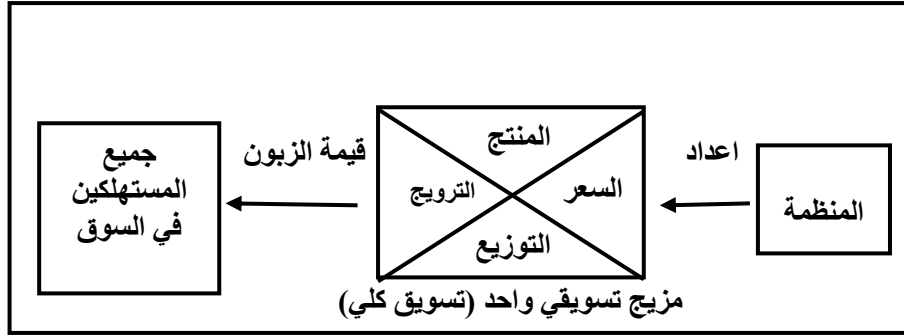 المنظمة
اعداد
المنتج
السعر
الترويج
التوزيع
قيمة الزبون
جميع
المستهلكين
في السوق
مزيج تسويقي واحد (تسويق كلي)